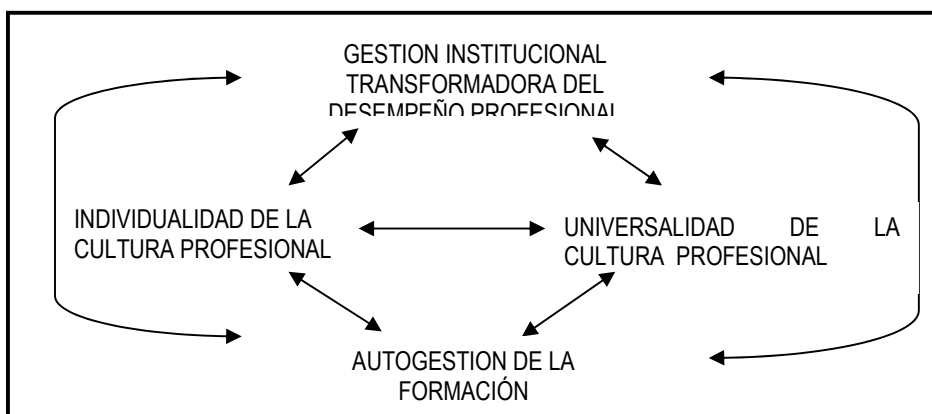 GESTION INSTITUCIONAL
TRANSFORMADORA DEL
DESEMPEÑO PROFESIONAL
INDIVIDUALIDAD DE LA
CULTURA PROFESIONAL
UNIVERSALIDAD DE LA
CULTURA PROFESIONAL
AUTOGESTION DE LA
FORMACIÓN